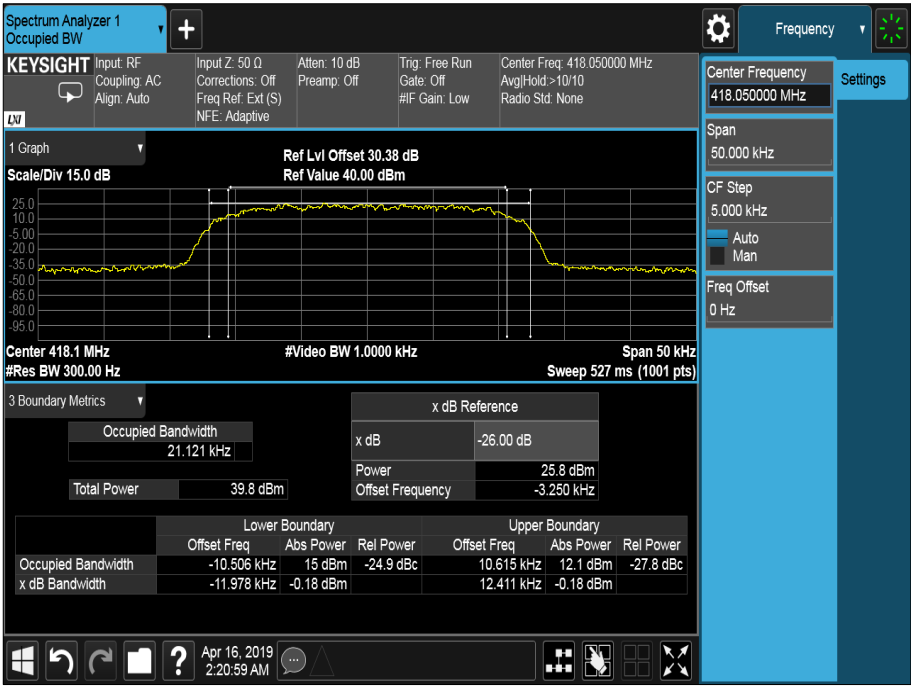 Spectrum Analyzer 1
Occupied BW
+
Frequency
KEYSIGHT
LXI
Input: RF
Coupling: AC
Align: Auto
Input Z: 50 Ω
Corrections: Off
Freq Ref: Ext (S)
NFE: Adaptive
Atten: 10 dB
Preamp: Off
Trig: Free Run
Gate: Off
#IF Gain: Low
Center Freq: 418.050000 MHz
Avg|Hold:>10/10
Radio Std: None
Center Frequency
418.050000 MHz
Settings
Span
50.000 kHz
CF Step
5.000 kHz
Auto
Man
Freq Offset
0 Hz
1 Graph
Scale/Div 15.0 dB
Ref Lvl Offset 30.38 dB
Ref Value 40.00 dBm
25.0
10.0
-5.00
-20.0
-35.0
-50.0
-65.0
-80.0
-95.0
Center 418.1 MHz
#Video BW 1.0000 kHz
Span 50 kHz
#Res BW 300.00 Hz
Sweep 527 ms (1001 pts)
3 Boundary Metrics
Occupied Bandwidth
21.121 kHz
Total Power 39.8 dBm
x dB Reference
x dB -26.00 dB
Power 25.8 dBm
Offset Frequency -3.250 kHz
Lower Boundary Upper Boundary
Offset Freq Abs Power Rel Power Offset Freq Abs Power Rel Power
Occupied Bandwidth -10.506 kHz 15 dBm -24.9 dBc 10.615 kHz 12.1 dBm -27.8 dBc
x dB Bandwidth -11.978 kHz -0.18 dBm 12.411 kHz -0.18 dBm
?
Apr 16, 2019
2:20:59 AM